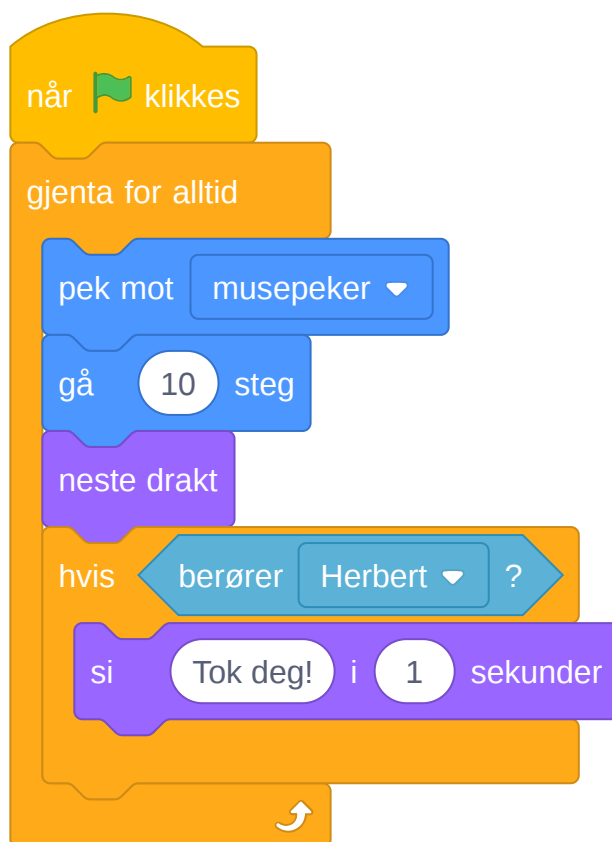 når klikkes
gjenta for alltid
pek mot musepeker
gå 10 steg
neste drakt
hvis berører Herbert ?
si Tok deg! i 1 sekunder